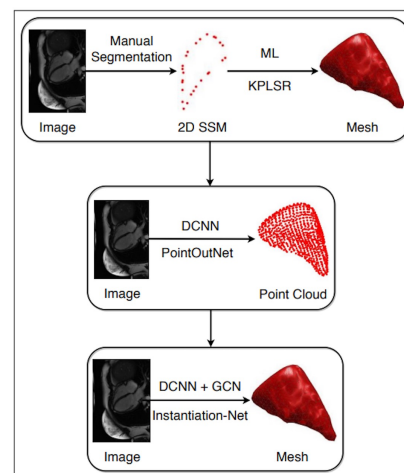 Manual
Segmentation
ML
KPLSR
Image
2D SSM
Mesh
DCNN
PointOutNet
Image
Point Cloud
DCNN + GCN
Instantiation-Net
Image
Mesh